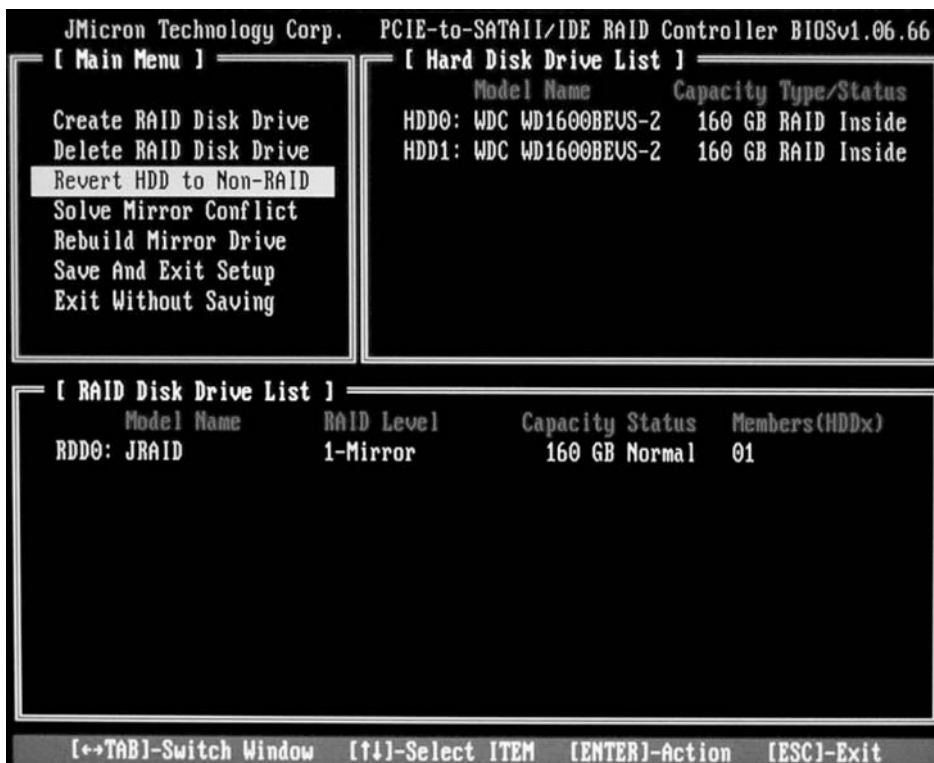 JMicron Technology Corp. PCIE-to-SATAII/IDE RAID Controller BIOSv1.06.66
[ Main Menu ]
Create RAID Disk Drive
Delete RAID Disk Drive
Revert HDD to Non-RAID
Solve Mirror Conflict
Rebuild Mirror Drive
Save And Exit Setup
Exit Without Saving
[ Hard Disk Drive List ]
Model Name Capacity Type/Status
HDD0: WDC WD1600BEVS-2 160 GB RAID Inside
HDD1: WDC WD1600BEVS-2 160 GB RAID Inside
[ RAID Disk Drive List ]
Model Name RAID Level Capacity Status Members(HDDx)
RDD0: JRAID 1-Mirror 160 GB Normal 01
[←→TAB]-Switch Window [↑↓]-Select ITEM [ENTER]-Action [ESC]-Exit